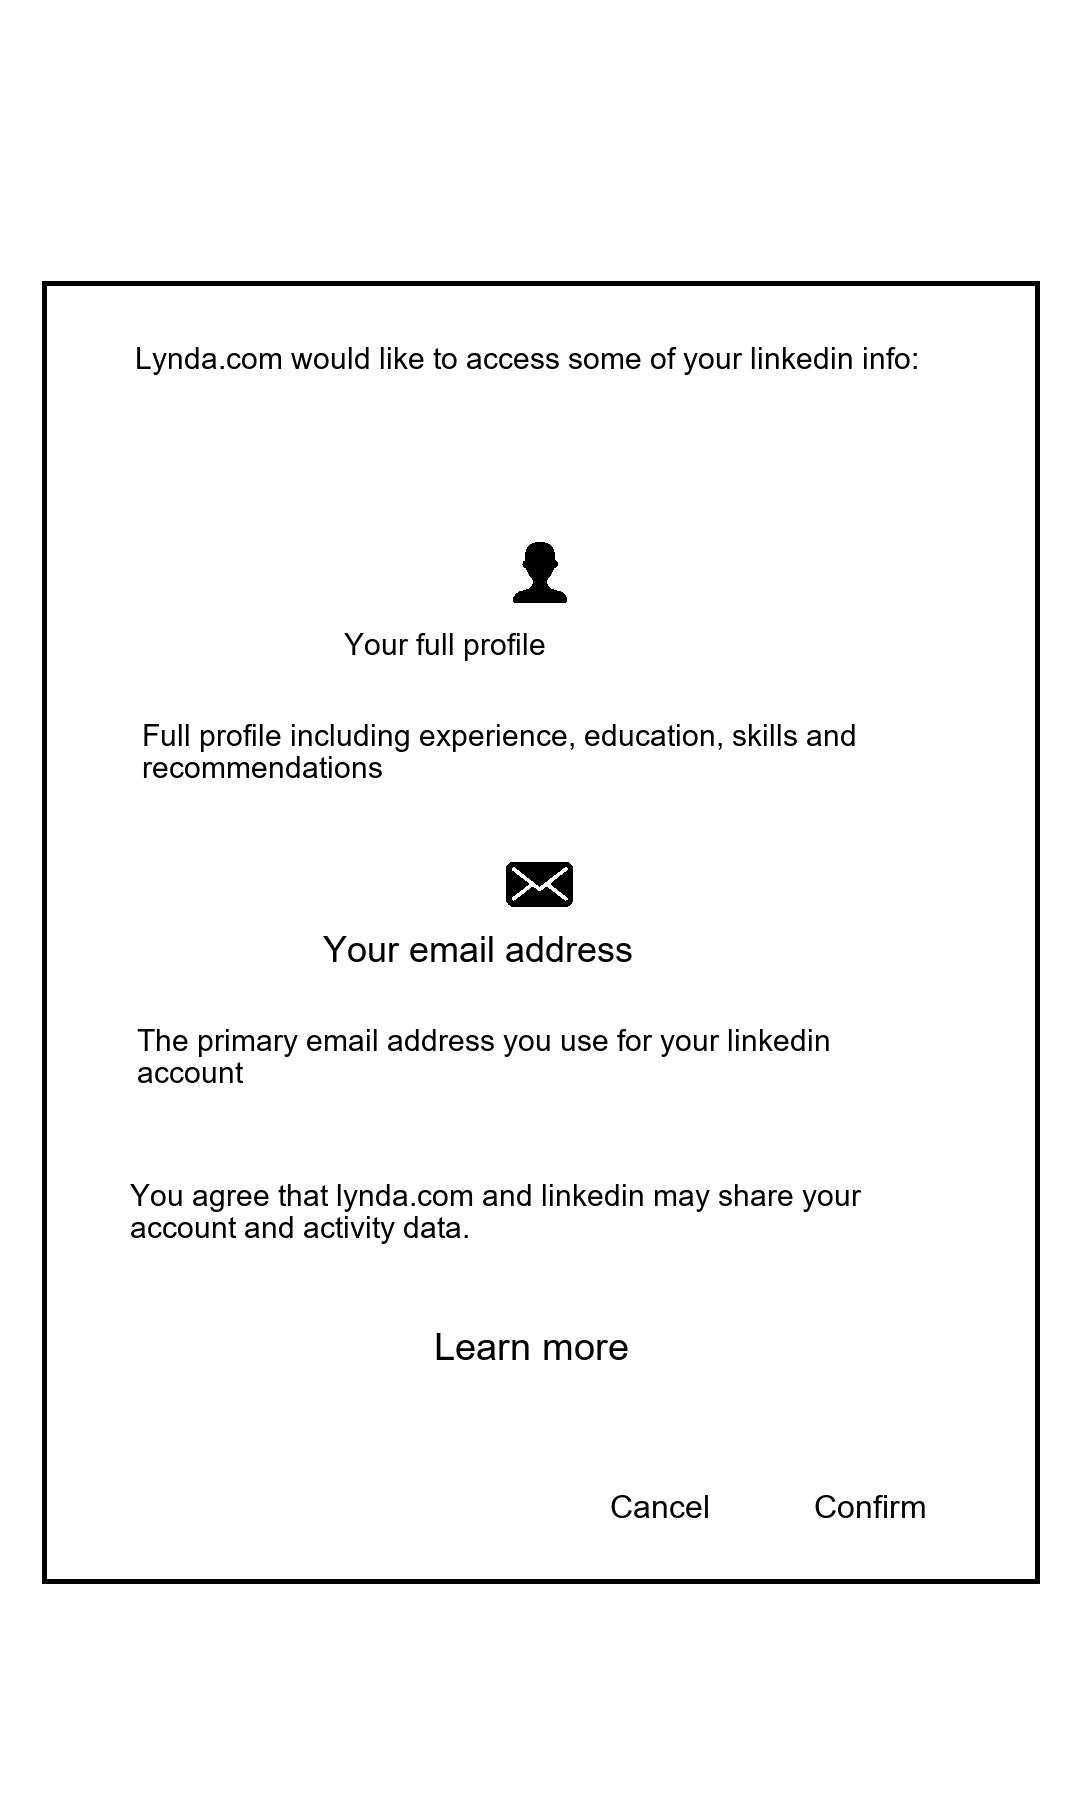 Lynda.com would like to access some of your linkedin info:
Your full profile
Full profile including experience, education, skills and
recommendations
Your email address
The primary email address you use for your linkedin
account
You agree that lynda.com and linkedin may share your
account and activity data.
Learn more
Cancel Confirm